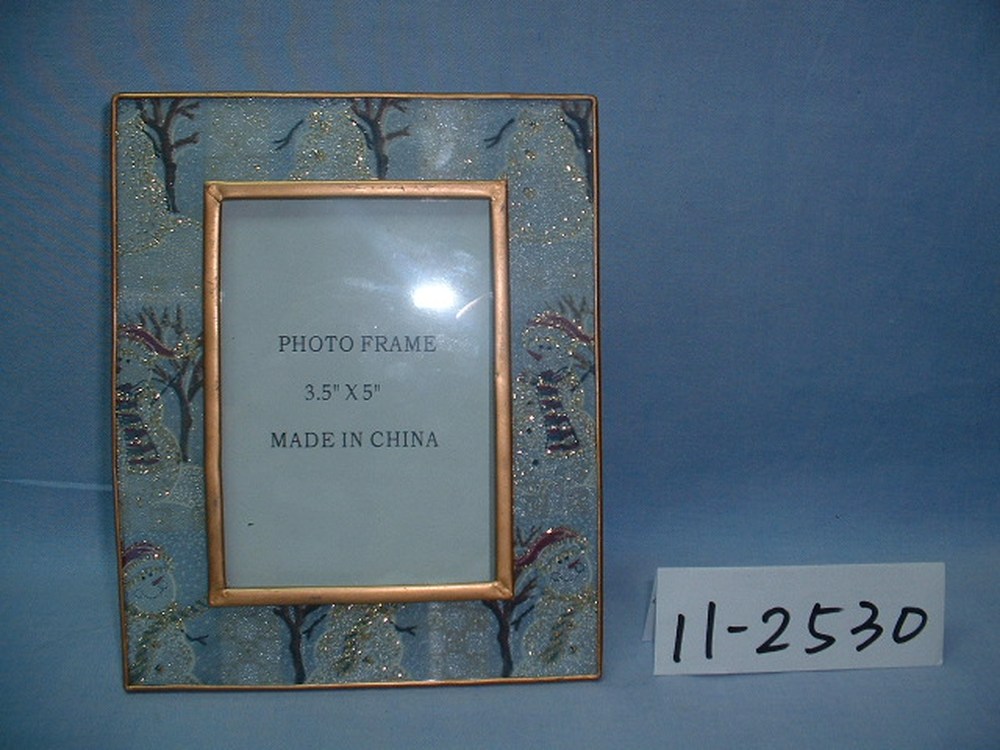 PHOTO FRAME
3.5" X 5"
MADE IN CHINA
11-2530